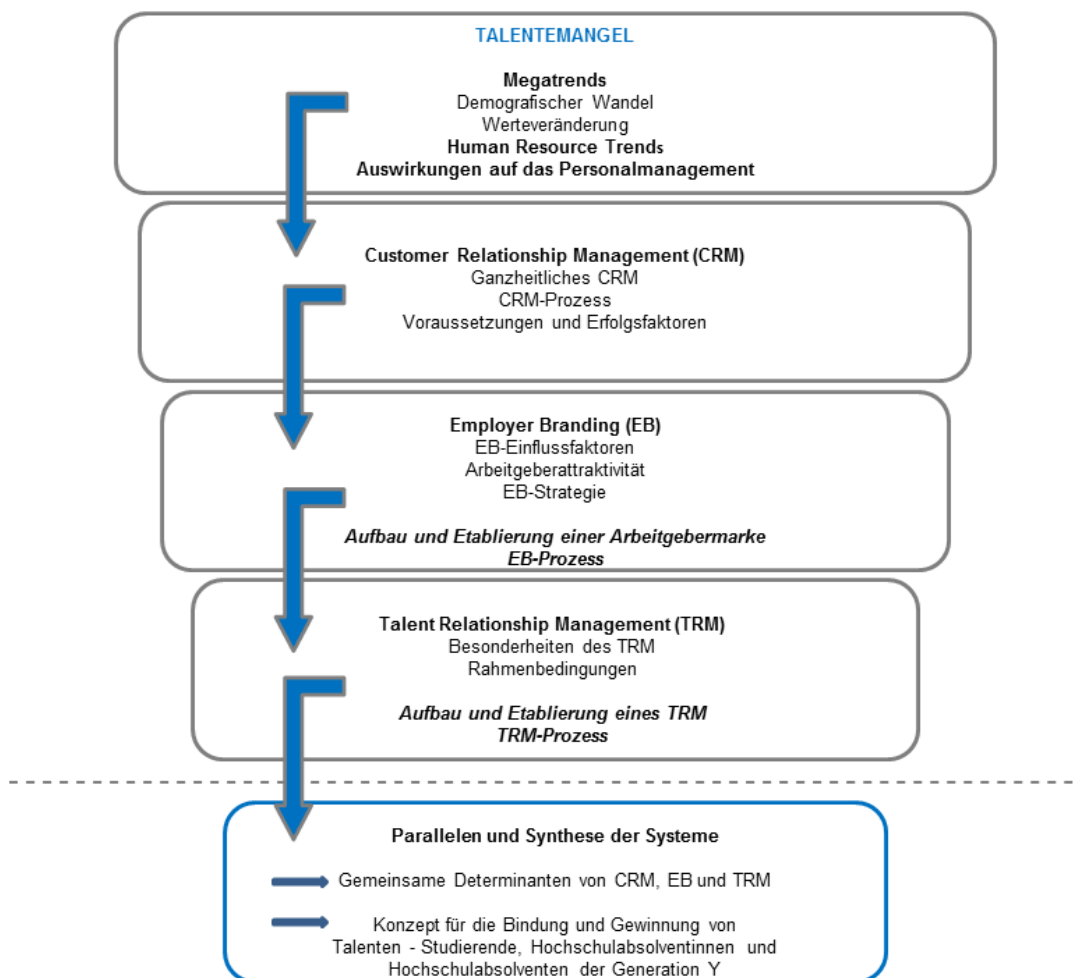 TALENTEMANGEL
Megatrends
Demografischer Wandel
Werteveränderung
Human Resource Trends
Auswirkungen auf das Personalmanagement
Customer Relationship Management (CRM)
Ganzheitliches CRM
CRM-Prozess
Voraussetzungen und Erfolgsfaktoren
Employer Branding (EB)
EB-Einflussfaktoren
Arbeitgeberattraktivität
EB-Strategie
Aufbau und Etablierung einer Arbeitgebermarke
EB-Prozess
Talent Relationship Management (TRM)
Besonderheiten des TRM
Rahmenbedingungen
Aufbau und Etablierung eines TRM
TRM-Prozess
Parallelen und Synthese der Systeme
Gemeinsame Determinanten von CRM, EB und TRM
Konzept für die Bindung und Gewinnung von
Talenten - Studierende, Hochschulabsolventinnen und
Hochschulabsolventen der Generation Y